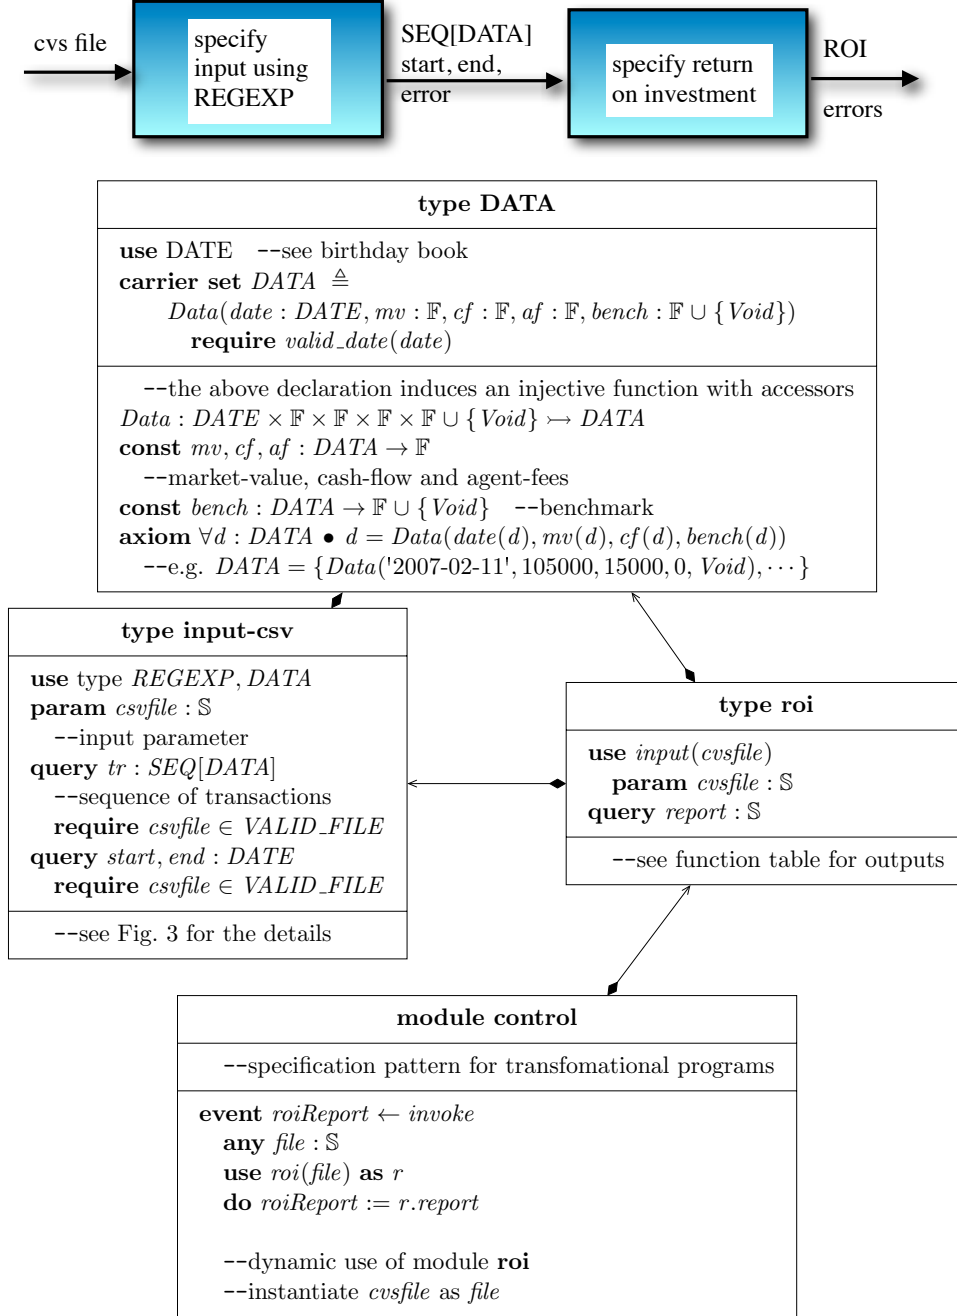 cvs file
specify
input using
REGEXP
SEQ[DATA]
start, end,
error
specify return
on investment
ROI
errors
type DATA
use DATE --see birthday book
carrier set DATA ≜
Data(date : DATE, mv : 𝔽, cf : 𝔽, af : 𝔽, bench : 𝔽 ∪ {Void})
require valid_date(date)
--the above declaration induces an injective function with accessors
Data : DATE × 𝔽 × 𝔽 × 𝔽 × 𝔽 ∪ {Void} ↣ DATA
const mv, cf, af : DATA → 𝔽
--market-value, cash-flow and agent-fees
const bench : DATA → 𝔽 ∪ {Void} --benchmark
axiom ∀d : DATA • d = Data(date(d), mv(d), cf(d), bench(d))
--e.g. DATA = {Data('2007-02-11', 105000, 15000, 0, Void), ⋯}
type input-csv
use type REGEXP, DATA
param csvfile : 𝕊
--input parameter
query tr : SEQ[DATA]
--sequence of transactions
require csvfile ∈ VALID_FILE
query start, end : DATE
require csvfile ∈ VALID_FILE
--see Fig. 3 for the details
type roi
use input(cvsfile)
param cvsfile : 𝕊
query report : 𝕊
--see function table for outputs
module control
--specification pattern for transfomational programs
event roiReport ← invoke
any file : 𝕊
use roi(file) as r
do roiReport := r.report
--dynamic use of module roi
--instantiate cvsfile as file